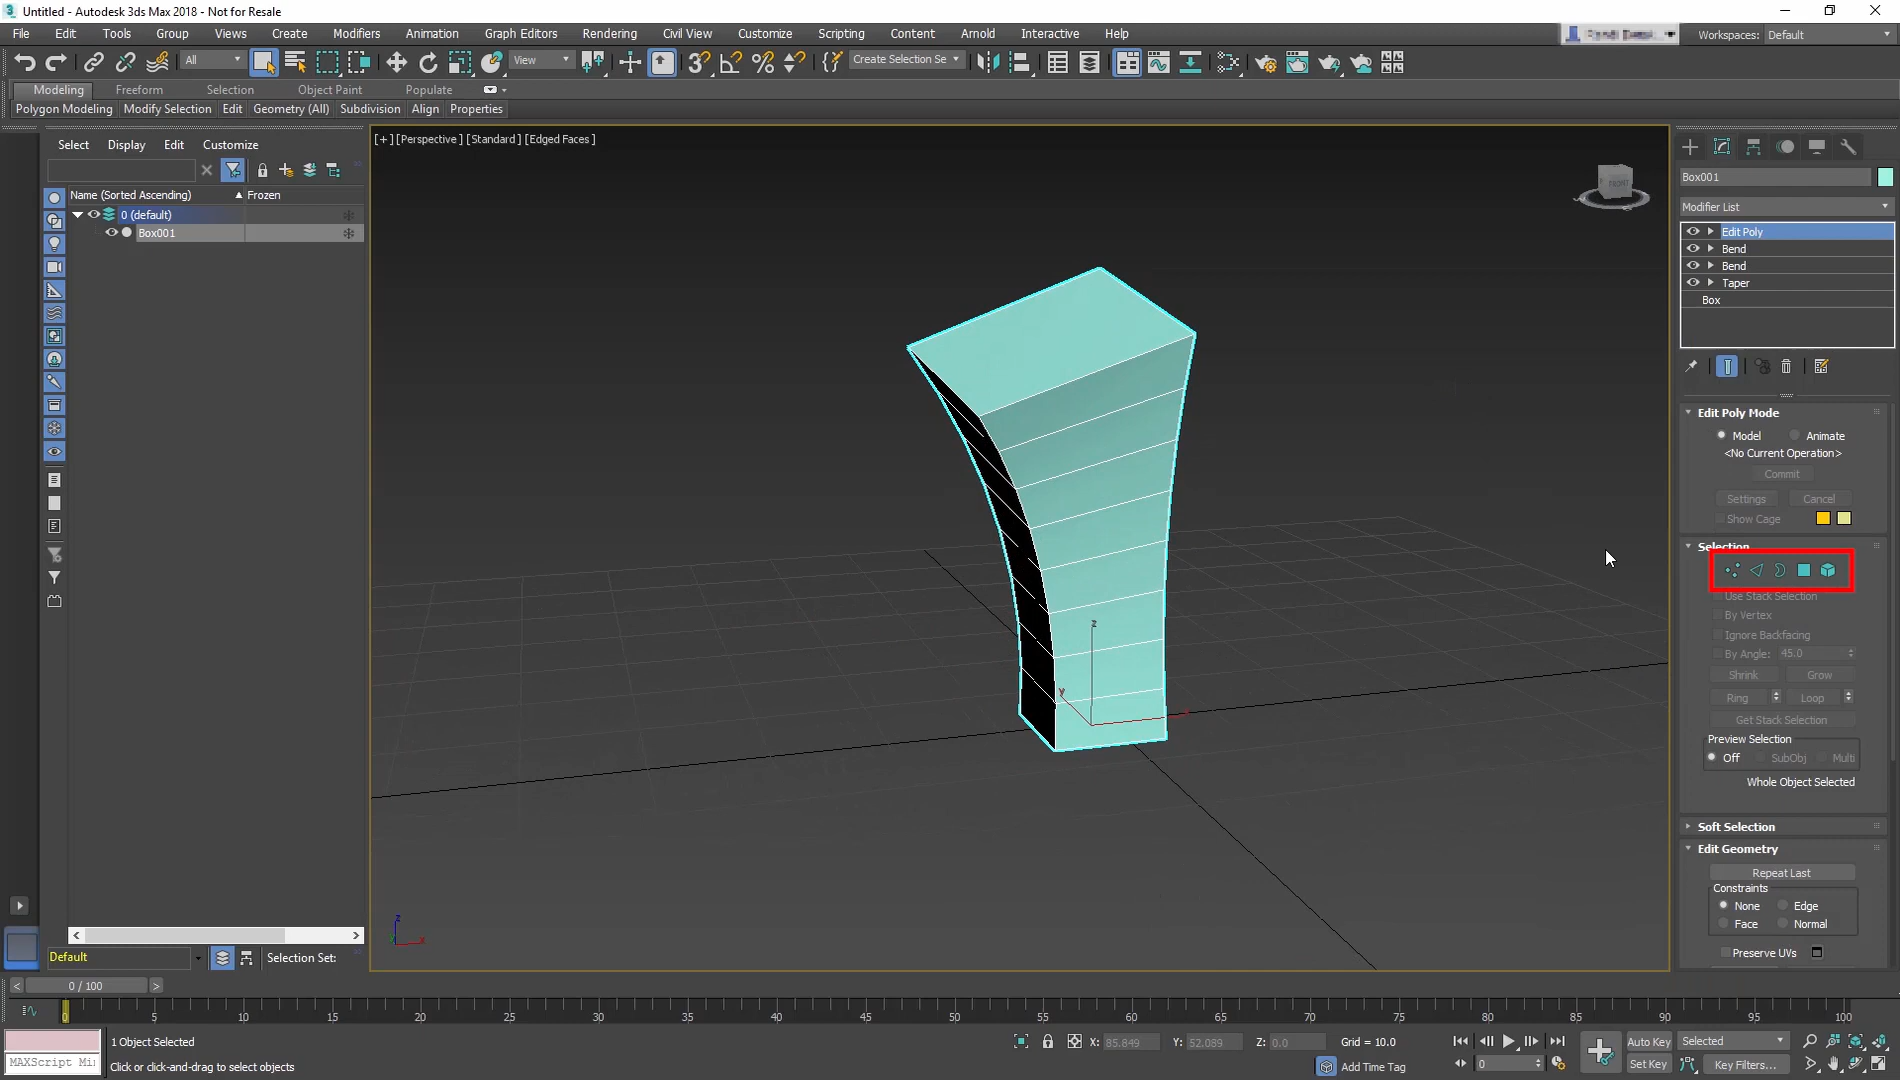 Untitled - Autodesk 3ds Max 2018 - Not for Resale
File Edit Tools Group Views Create Modifiers Animation Graph Editors Rendering Civil View Customize Scripting Content Arnold Interactive Help
Workspaces: Default
All View Create Selection Se
Modeling Freeform Selection Object Paint Populate
Polygon Modeling Modify Selection Edit Geometry (All) Subdivision Align Properties
Select Display Edit Customize
Name (Sorted Ascending) Frozen
0 (default)
Box001
[+] [Perspective] [Standard] [Edged Faces]
FRONT
z
y
x
z
x
Box001
Modifier List
Edit Poly
Bend
Bend
Taper
Box
Edit Poly Mode
Model Animate
<No Current Operation>
Commit
Settings Cancel
Show Cage
Selection
Use Stack Selection
By Vertex
Ignore Backfacing
By Angle: 45.0
Shrink Grow
Ring Loop
Get Stack Selection
Preview Selection
Off SubObj Multi
Whole Object Selected
Soft Selection
Edit Geometry
Repeat Last
Constraints
None Edge
Face Normal
Preserve UVs
Default Selection Set:
< 0 / 100 >
0 5 10 15 20 25 30 35 40 45 50 55 60 65 70 75 80 85 90 95 100
1 Object Selected X: 85.849 Y: 52.089 Z: 0.0 Grid = 10.0 Auto Key Selected
MAXScript Mi Click or click-and-drag to select objects Add Time Tag 0 Set Key Key Filters...